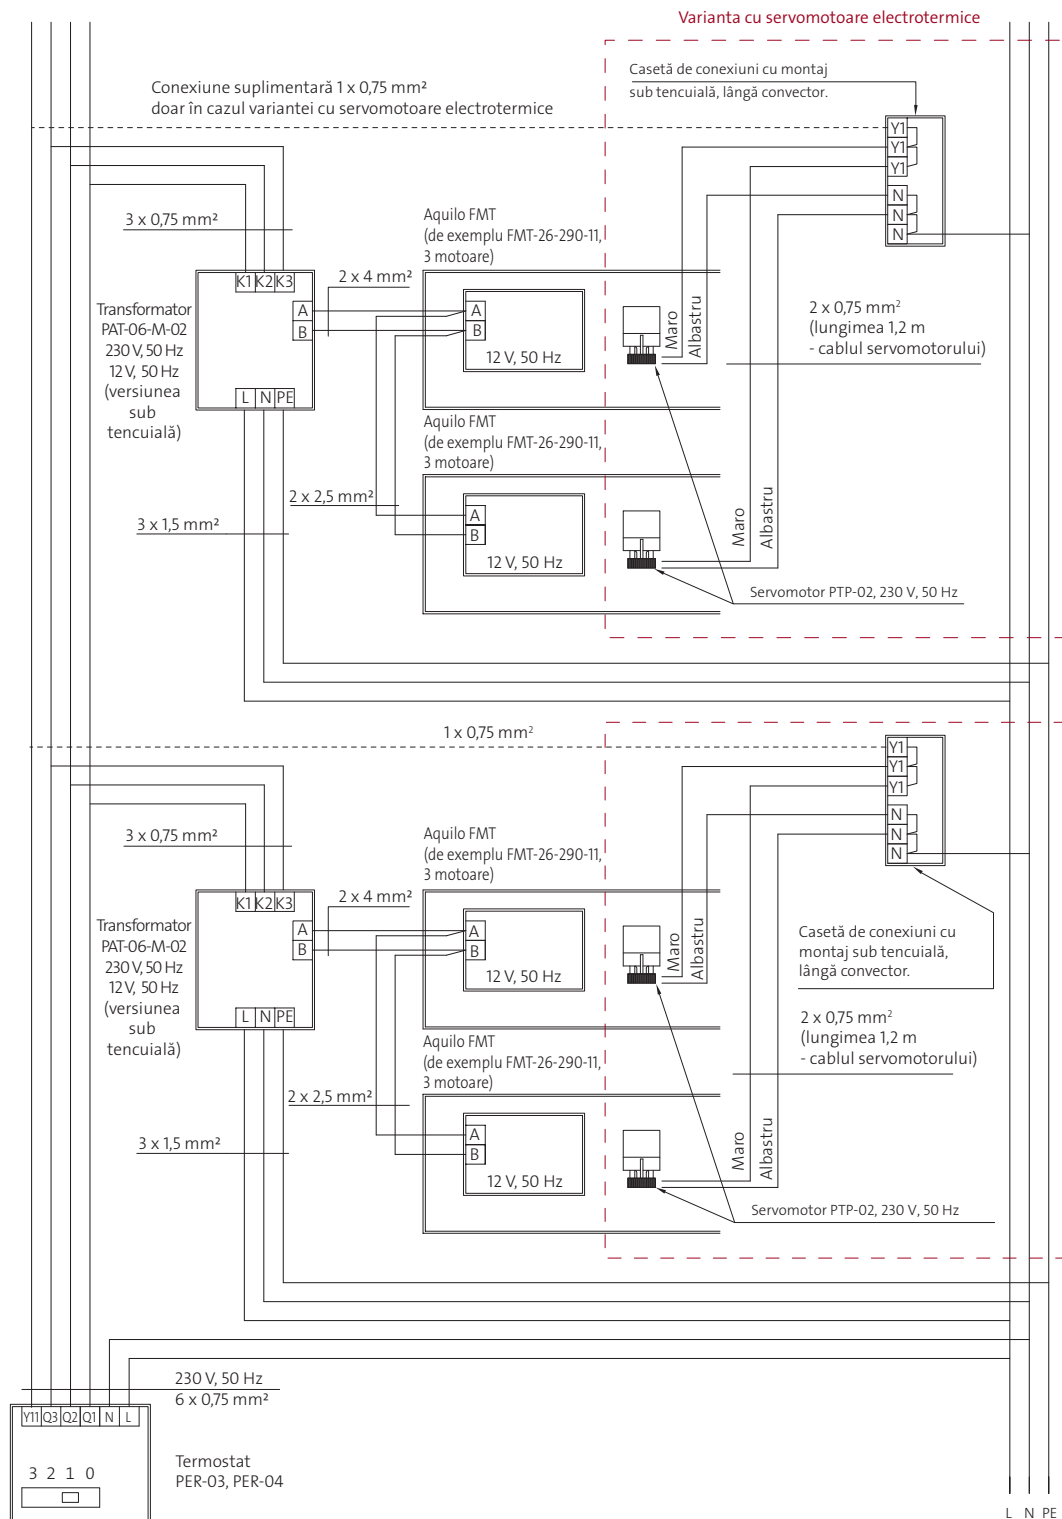 Varianta cu servomotoare electrotermice
Casetă de conexiuni cu montaj
sub tencuială, lângă convector.
Conexiune suplimentară 1 x 0,75 mm²
doar în cazul variantei cu servomotoare electrotermice
Y1
Y1
Y1
N
N
N
3 x 0,75 mm²
Aquilo FMT
(de exemplu FMT-26-290-11,
3 motoare)
2 x 4 mm²
K1 K2 K3
A
B
Transformator
PAT-06-M-02
230 V, 50 Hz
12 V, 50 Hz
(versiunea
sub
tencuială)
L N PE
A
B
12 V, 50 Hz
Maro
Albastru
2 x 0,75 mm²
(lungimea 1,2 m
- cablul servomotorului)
Aquilo FMT
(de exemplu FMT-26-290-11,
3 motoare)
2 x 2,5 mm²
3 x 1,5 mm²
A
B
12 V, 50 Hz
Maro
Albastru
Servomotor PTP-02, 230 V, 50 Hz
1 x 0,75 mm²
Y1
Y1
Y1
N
N
N
3 x 0,75 mm²
Aquilo FMT
(de exemplu FMT-26-290-11,
3 motoare)
2 x 4 mm²
K1 K2 K3
A
B
Transformator
PAT-06-M-02
230 V, 50 Hz
12 V, 50 Hz
(versiunea
sub
tencuială)
L N PE
A
B
12 V, 50 Hz
Maro
Albastru
Casetă de conexiuni cu
montaj sub tencuială,
lângă convector.
2 x 0,75 mm²
(lungimea 1,2 m
- cablul servomotorului)
Aquilo FMT
(de exemplu FMT-26-290-11,
3 motoare)
2 x 2,5 mm²
3 x 1,5 mm²
A
B
12 V, 50 Hz
Maro
Albastru
Servomotor PTP-02, 230 V, 50 Hz
230 V, 50 Hz
6 x 0,75 mm²
Y11 Q3 Q2 Q1 N L
3 2 1 0
Termostat
PER-03, PER-04
L N PE